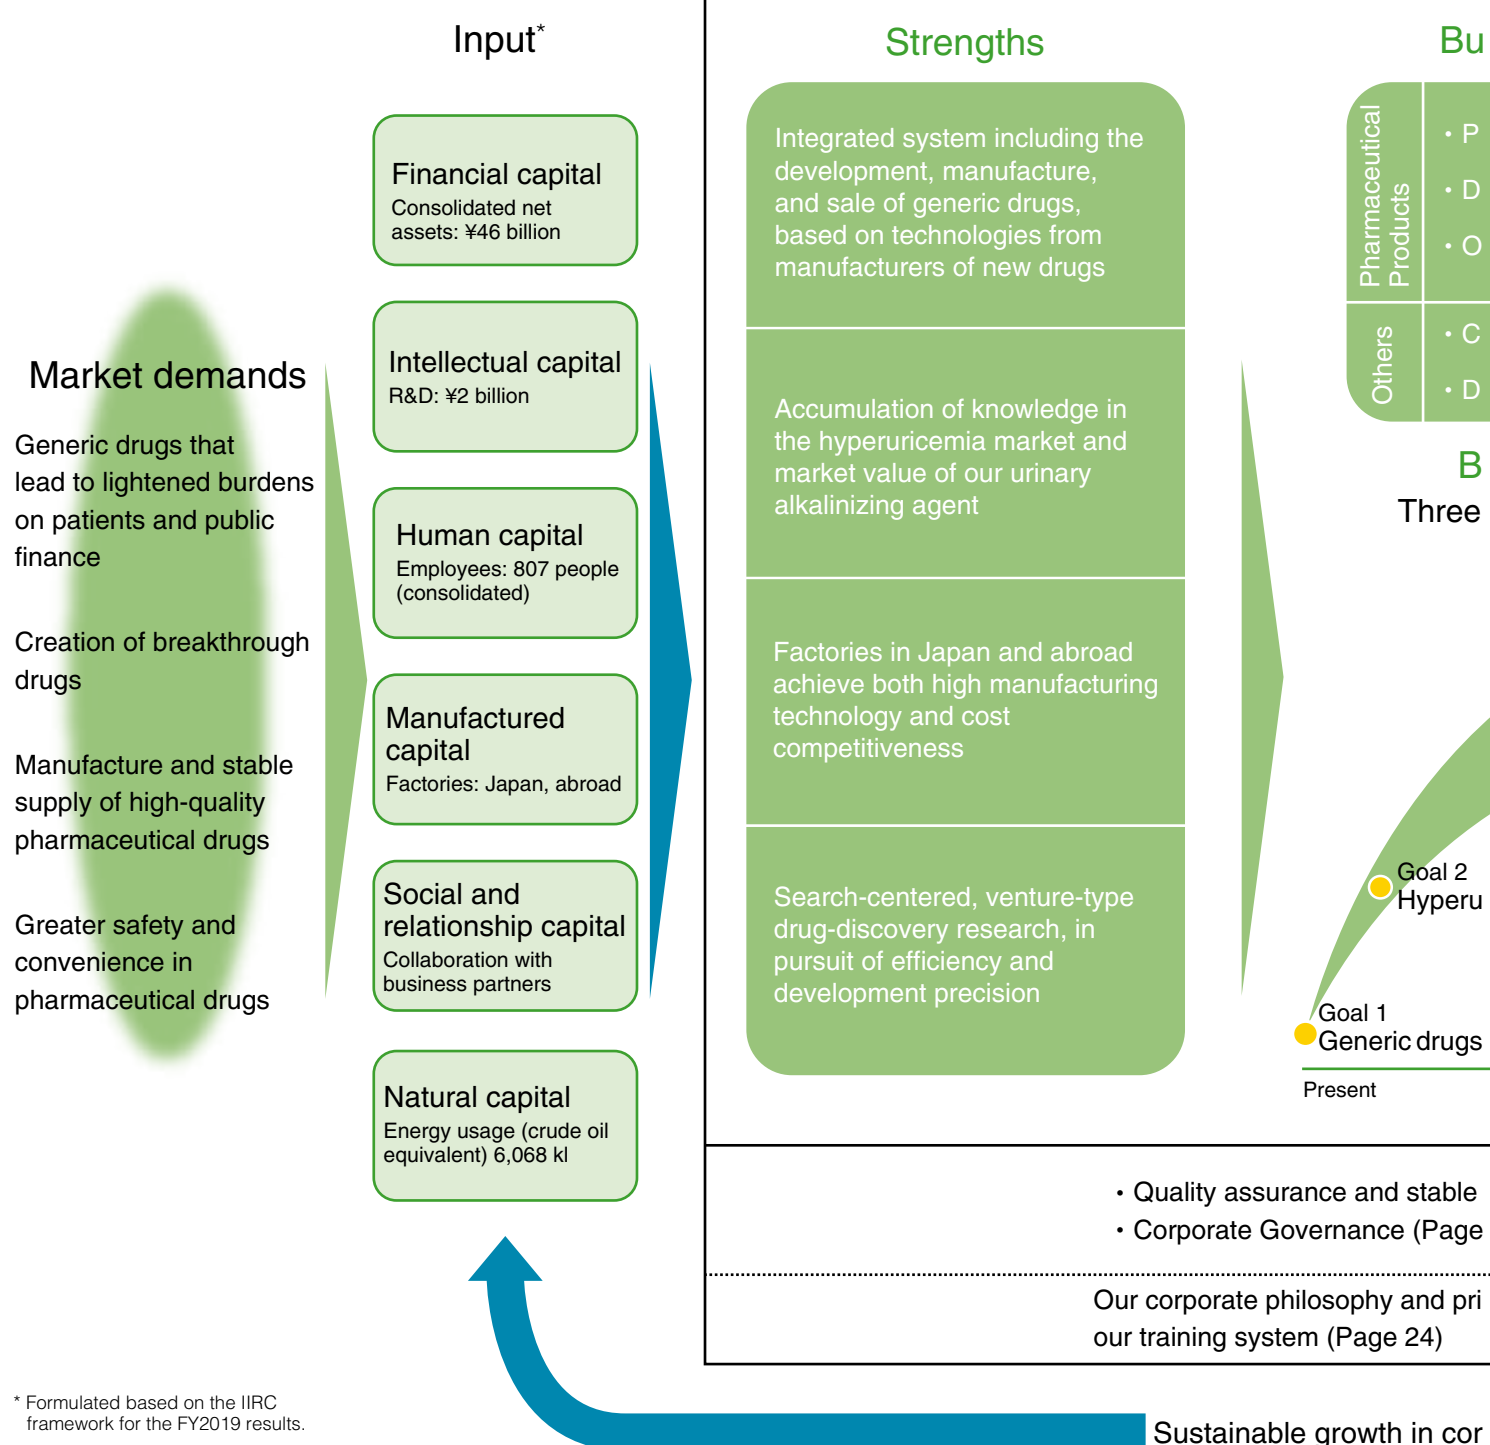 Input*
Strengths
Bu
Market demands
Generic drugs that
lead to lightened burdens
on patients and public
finance
Creation of breakthrough
drugs
Manufacture and stable
supply of high-quality
pharmaceutical drugs
Greater safety and
convenience in
pharmaceutical drugs
Financial capital
Consolidated net
assets: ¥46 billion
Intellectual capital
R&D: ¥2 billion
Human capital
Employees: 807 people
(consolidated)
Manufactured
capital
Factories: Japan, abroad
Social and
relationship capital
Collaboration with
business partners
Natural capital
Energy usage (crude oil
equivalent) 6,068 kl
Integrated system including the
development, manufacture,
and sale of generic drugs,
based on technologies from
manufacturers of new drugs
Accumulation of knowledge in
the hyperuricemia market and
market value of our urinary
alkalinizing agent
Factories in Japan and abroad
achieve both high manufacturing
technology and cost
competitiveness
Search-centered, venture-type
drug-discovery research, in
pursuit of efficiency and
development precision
Pharmaceutical
Products
・P
・D
・O
Others
・C
・D
B
Three
Goal 2
Hyperu
Goal 1
Generic drugs
Present
・Quality assurance and stable
・Corporate Governance (Page
Our corporate philosophy and pri
our training system (Page 24)
Sustainable growth in cor
* Formulated based on the IIRC
framework for the FY2019 results.